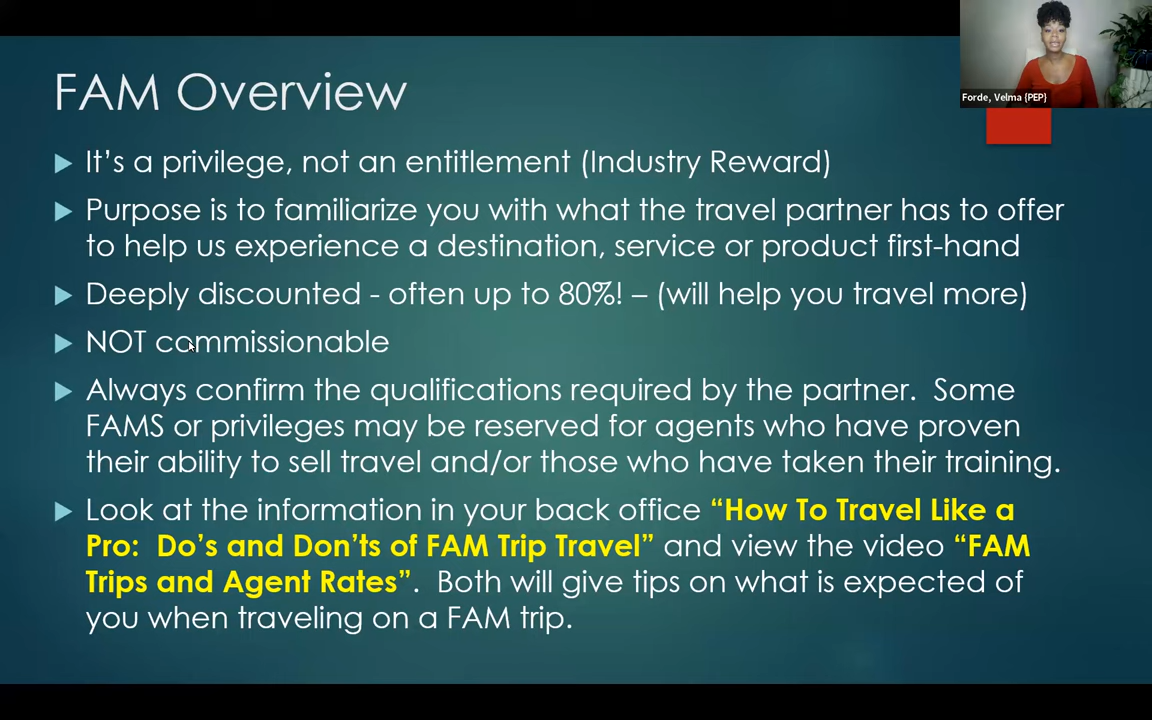 FAM Overview
Forde, Velma {PEP}
It's a privilege, not an entitlement (Industry Reward)
Purpose is to familiarize you with what the travel partner has to offer
to help us experience a destination, service or product first-hand
Deeply discounted - often up to 80%! – (will help you travel more)
NOT commissionable
Always confirm the qualifications required by the partner.  Some
FAMS or privileges may be reserved for agents who have proven
their ability to sell travel and/or those who have taken their training.
Look at the information in your back office “How To Travel Like a
Pro:  Do’s and Don’ts of FAM Trip Travel” and view the video “FAM
Trips and Agent Rates”.  Both will give tips on what is expected of
you when traveling on a FAM trip.